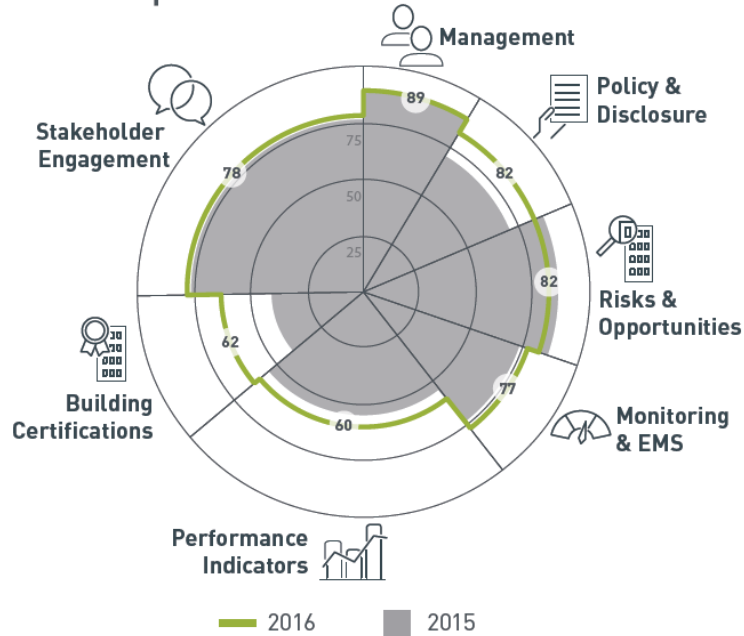 Management
89
Policy &
Disclosure
82
Stakeholder
Engagement
78
75
50
25
82
Risks &
Opportunities
77
Monitoring
& EMS
62
Building
Certifications
60
Performance
Indicators
2016
2015